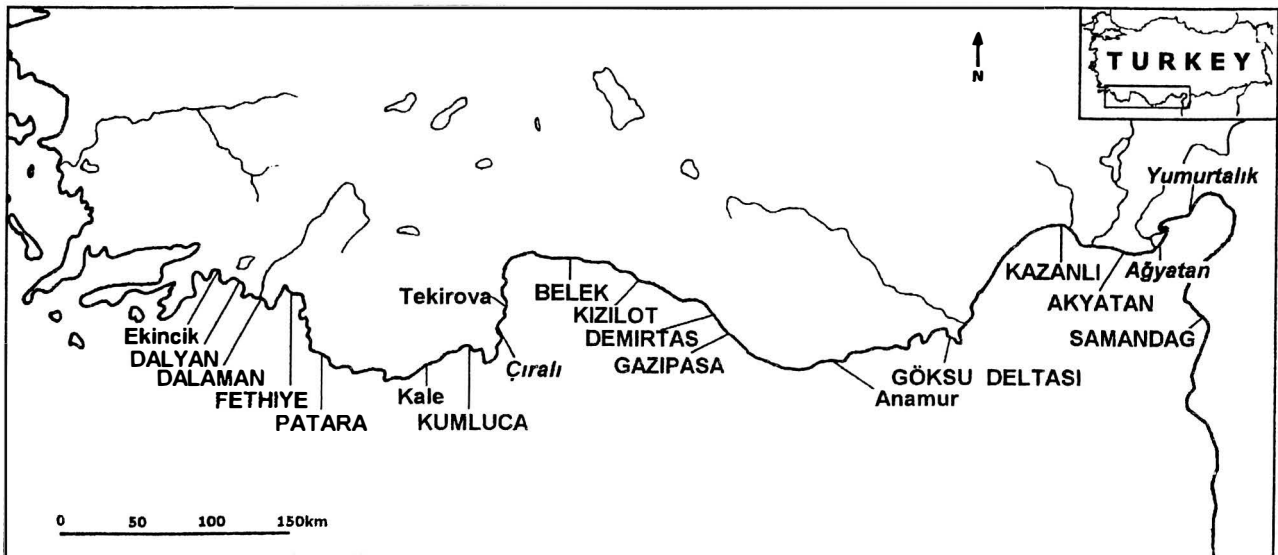 N
TURKEY
Yumurtalık
KAZANLI
Ağyatan
AKYATAN
SAMANDAG
Tekirova
BELEK
KIZILOT
DEMIRTAS
GAZIPASA
Çıralı
Ekincik
DALYAN
DALAMAN
FETHIYE
PATARA
Kale
KUMLUCA
Anamur
GÖKSU DELTASI
0 50 100 150km